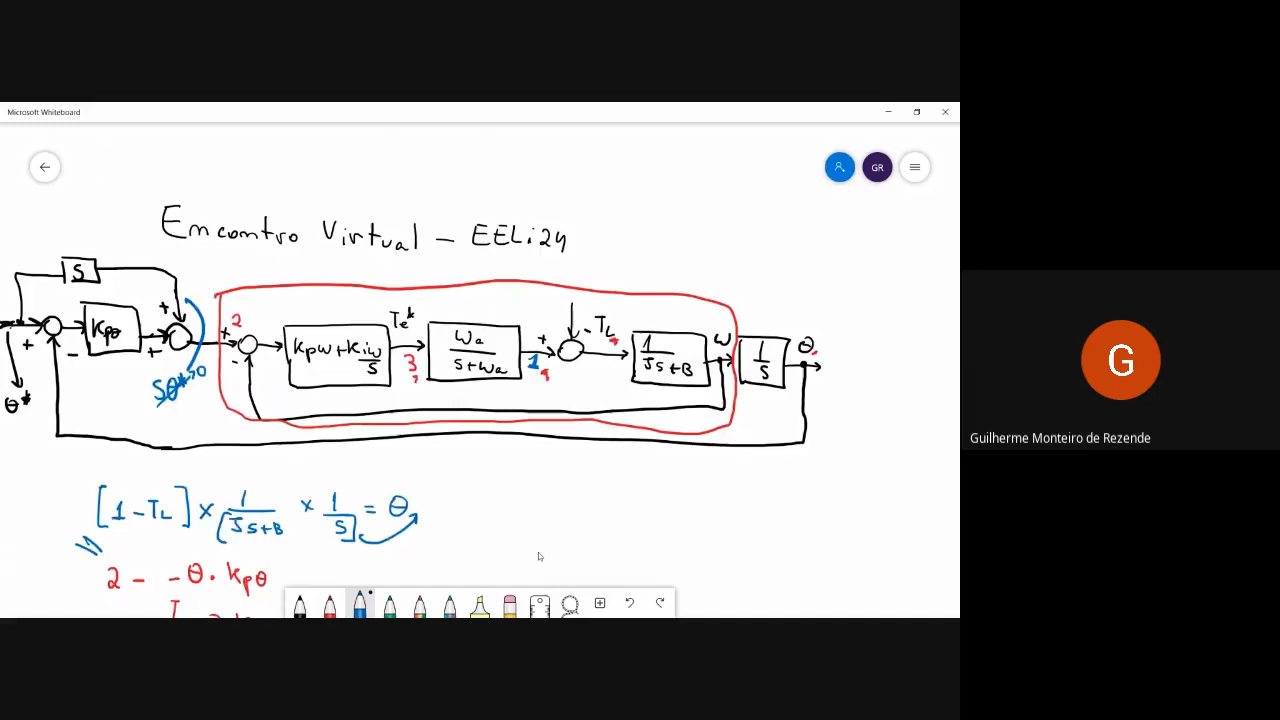 Microsoft Whiteboard
GR
Encontro Virtual - EELi24
S
Kpθ
+
-
+
+
θ*
sθ*→0
2
+
-
Kpω+Kiω/S
Te*
3
ωa/S+ωa
1
+
-TL
1/JS+B
ω
1/S
θ
[1-TL] × [1/JS+B × 1/S] = θ
2 = -θ. Kpθ
G
Guilherme Monteiro de Rezende